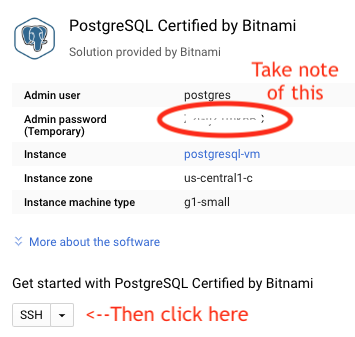 PostgreSQL Certified by Bitnami
Solution provided by Bitnami
Take note
of this
Admin user postgres
Admin password
(Temporary)
Instance postgresql-vm
Instance zone us-central1-c
Instance machine type g1-small
More about the software
Get started with PostgreSQL Certified by Bitnami
SSH <--Then click here